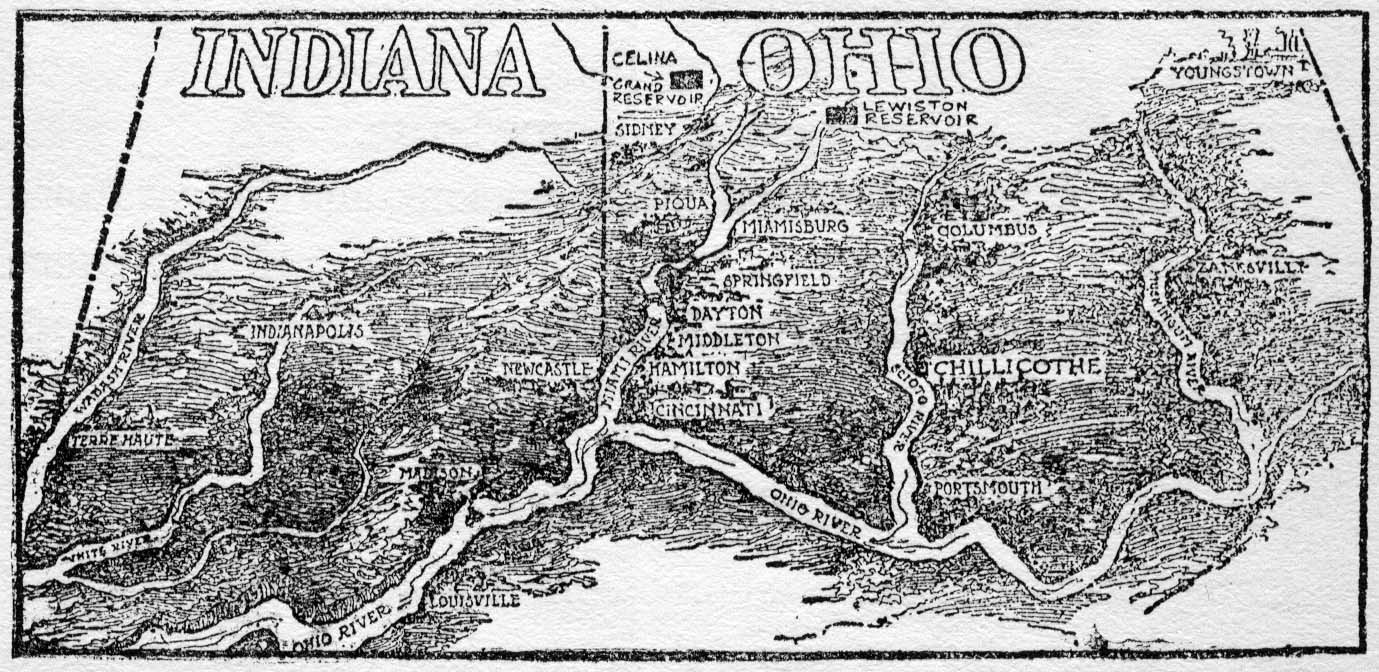 INDIANA
OHIO
CELINA
GRAND
RESERVOIR
LEWISTON
RESERVOIR
YOUNGSTOWN
SIDNEY
PIQUA
MIAMISBURG
COLUMBUS
ZANESVILLE
SPRINGFIELD
DAYTON
INDIANAPOLIS
WABASH RIVER
MIDDLETON
NEWCASTLE
HAMILTON
MIAMI RIVER
CHILLICOTHE
CINCINNATI
SCIOTO RIVER
TERRE HAUTE
MADISON
PORTSMOUTH
OHIO RIVER
WHITE RIVER
LOUISVILLE
OHIO RIVER